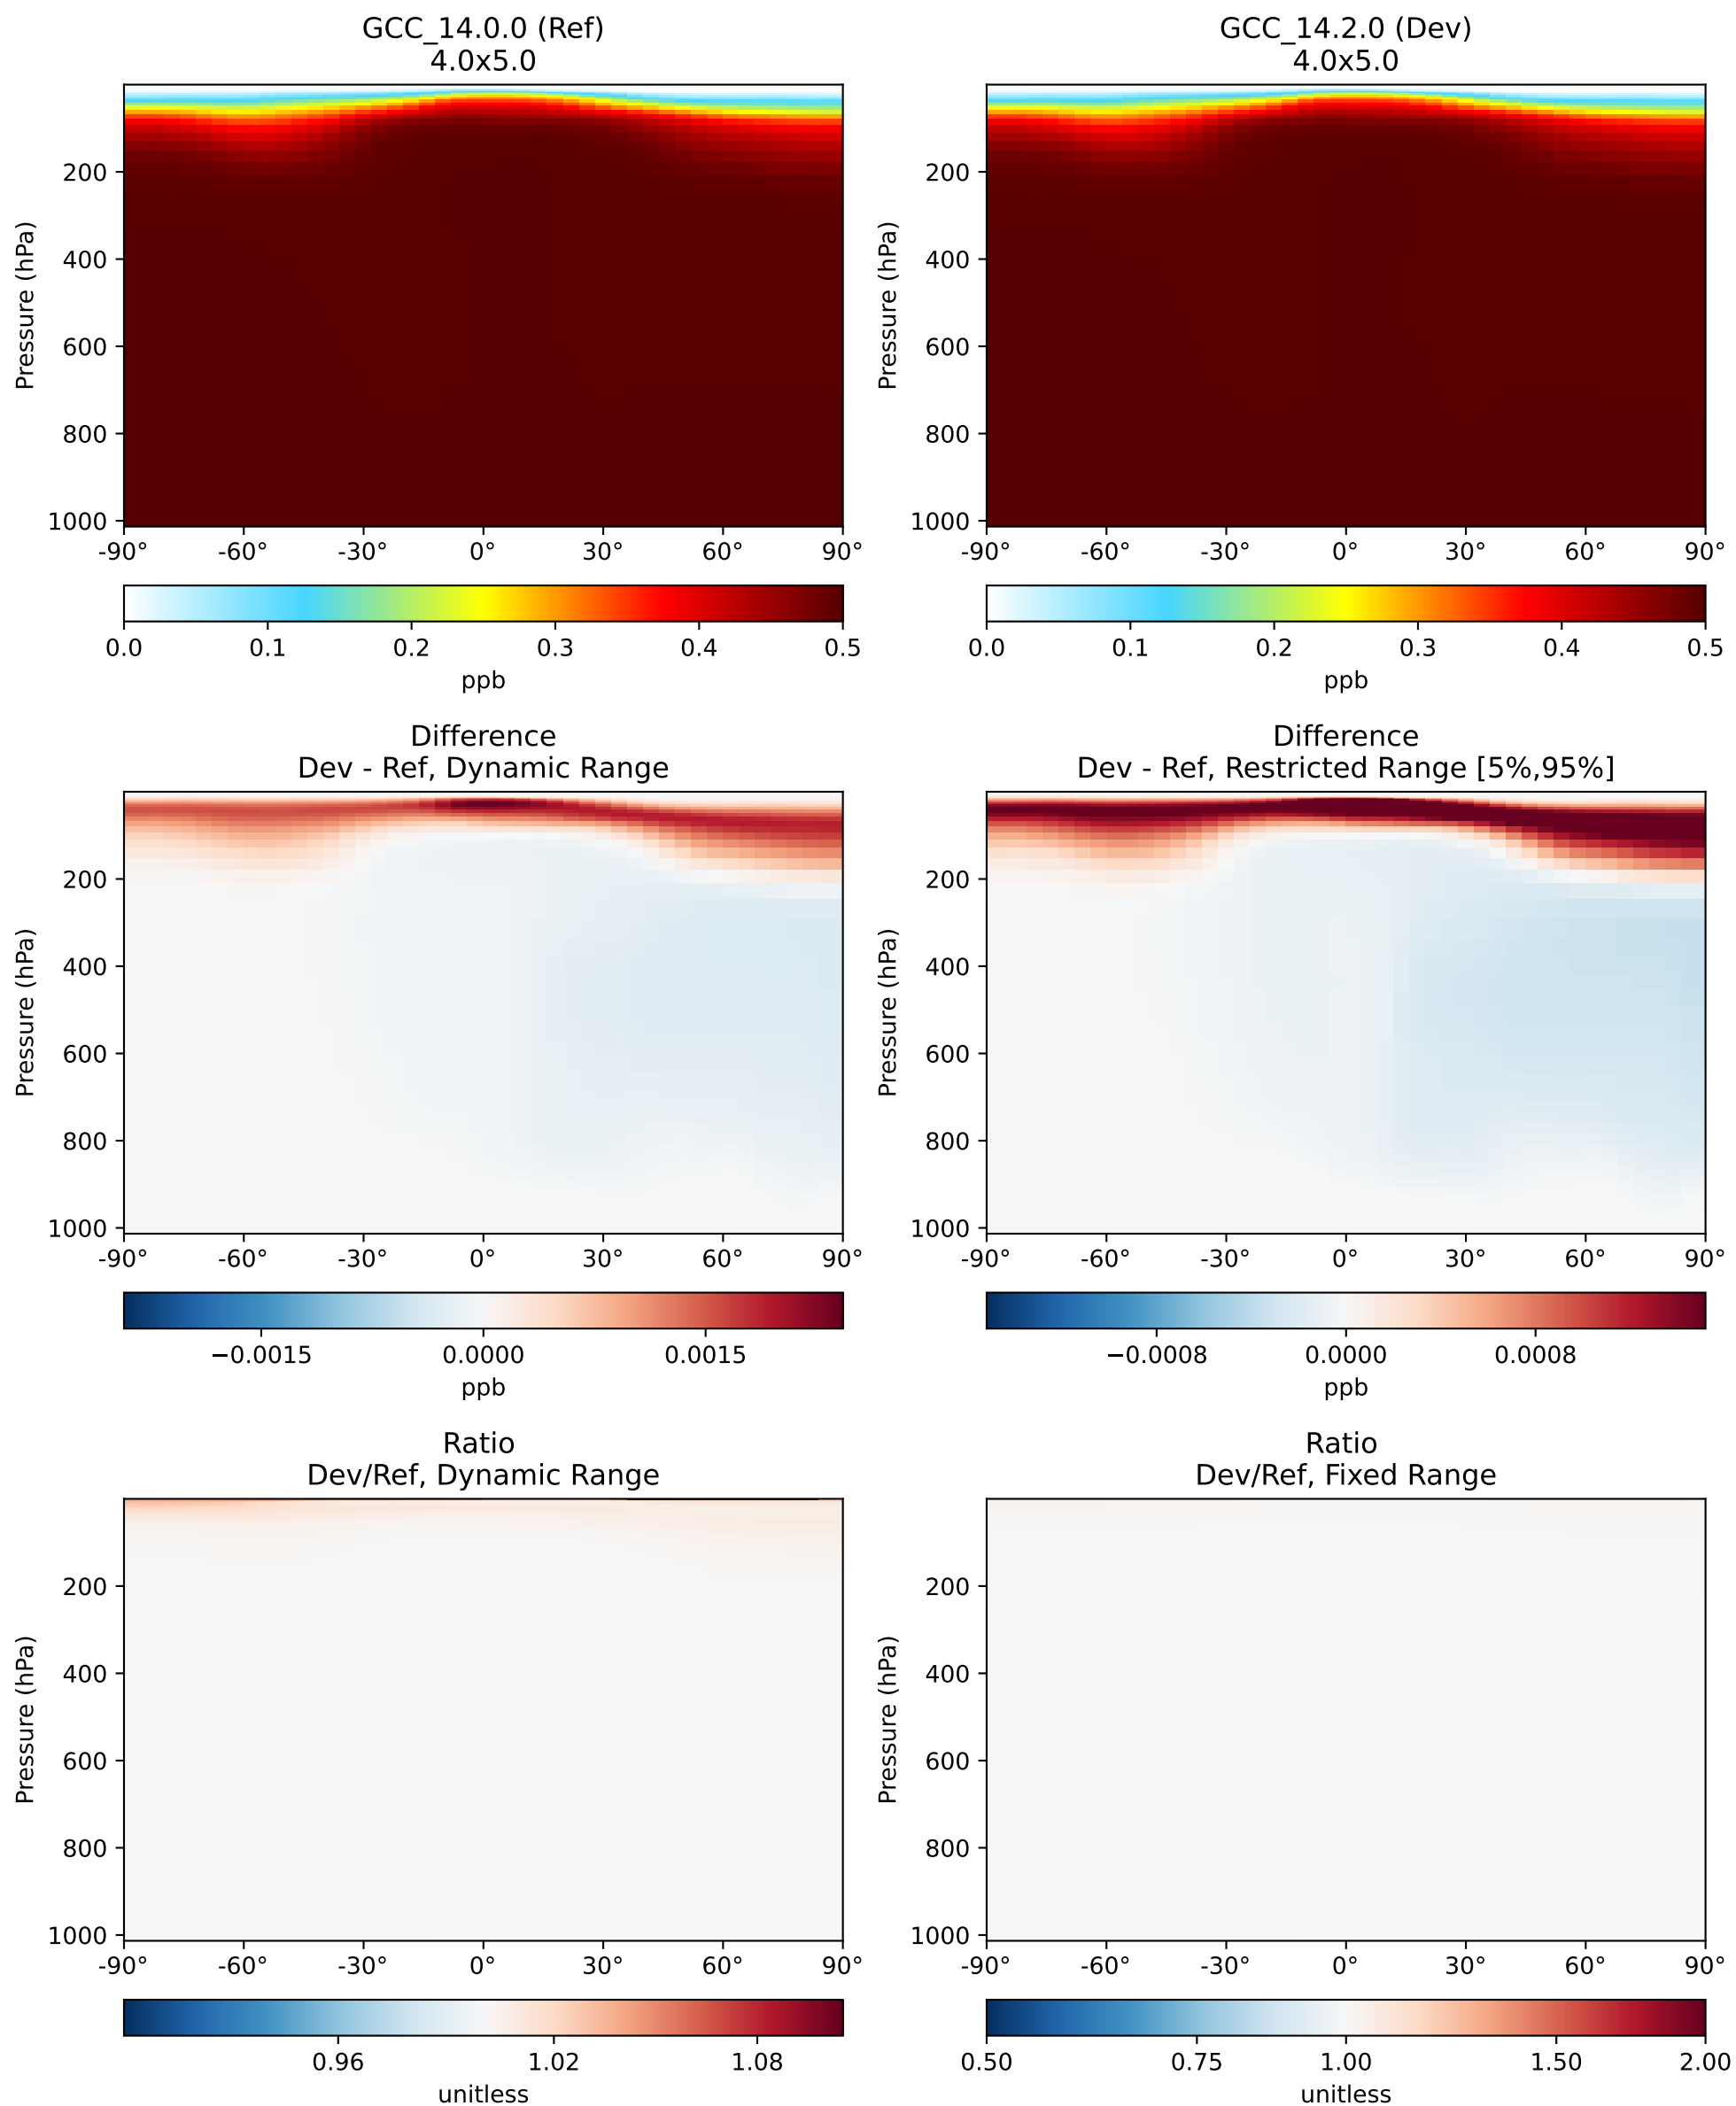 GCC_14.0.0 (Ref)
4.0x5.0
Pressure (hPa)
200
400
600
800
1000
-90° -60° -30° 0° 30° 60° 90°
0.0 0.1 0.2 0.3 0.4 0.5
ppb
GCC_14.2.0 (Dev)
4.0x5.0
Pressure (hPa)
200
400
600
800
1000
-90° -60° -30° 0° 30° 60° 90°
0.0 0.1 0.2 0.3 0.4 0.5
ppb
Difference
Dev - Ref, Dynamic Range
Pressure (hPa)
200
400
600
800
1000
-90° -60° -30° 0° 30° 60° 90°
−0.0015 0.0000 0.0015
ppb
Difference
Dev - Ref, Restricted Range [5%,95%]
Pressure (hPa)
200
400
600
800
1000
-90° -60° -30° 0° 30° 60° 90°
−0.0008 0.0000 0.0008
ppb
Ratio
Dev/Ref, Dynamic Range
Pressure (hPa)
200
400
600
800
1000
-90° -60° -30° 0° 30° 60° 90°
0.96 1.02 1.08
unitless
Ratio
Dev/Ref, Fixed Range
Pressure (hPa)
200
400
600
800
1000
-90° -60° -30° 0° 30° 60° 90°
0.50 0.75 1.00 1.50 2.00
unitless